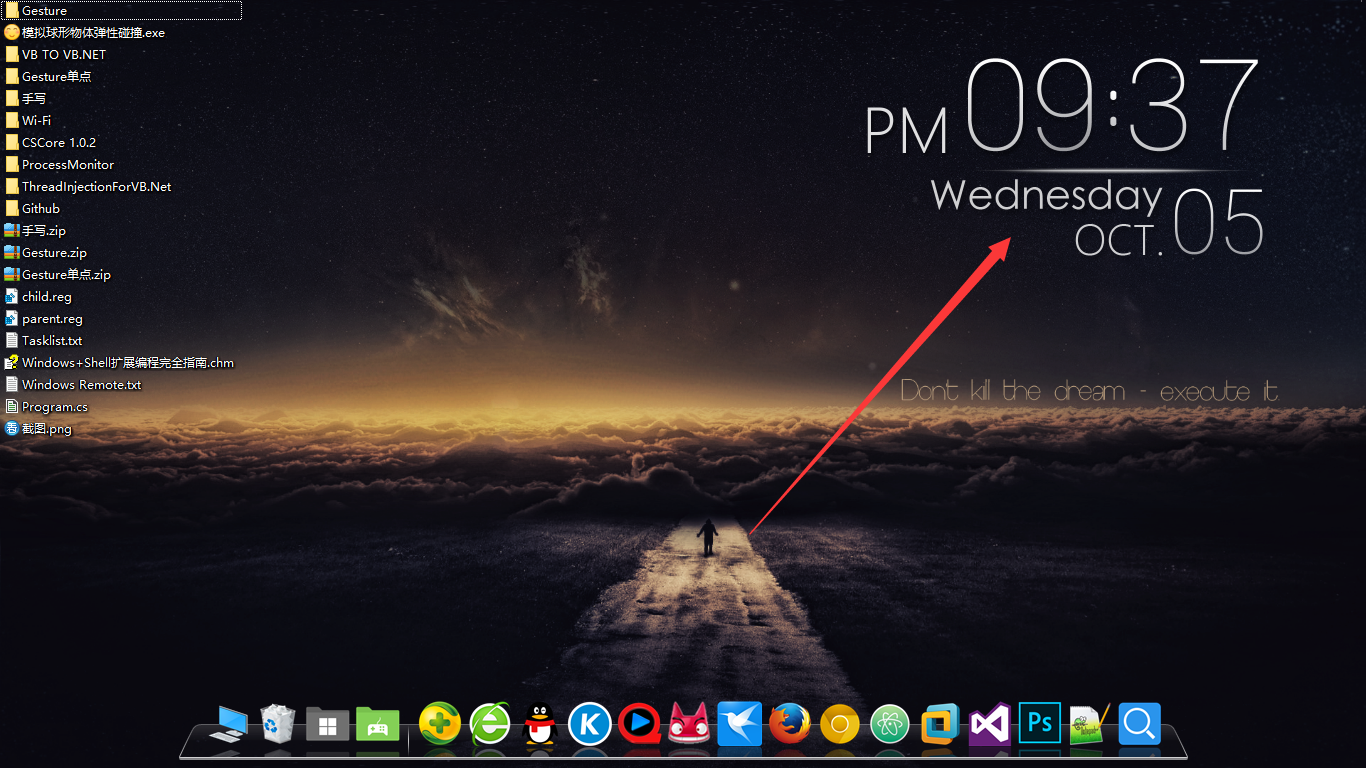 Gesture
模拟球形物体弹性碰撞.exe
VB TO VB.NET
Gesture单点
手写
Wi-Fi
CSCore 1.0.2
ProcessMonitor
ThreadInjectionForVB.Net
Github
手写.zip
Gesture.zip
Gesture单点.zip
child.reg
parent.reg
Tasklist.txt
Windows+Shell扩展编程完全指南.chm
Windows Remote.txt
Program.cs
截图.png
PM 09:37
Wednesday
OCT. 05
Don't kill the dream - execute it.
K
Ps